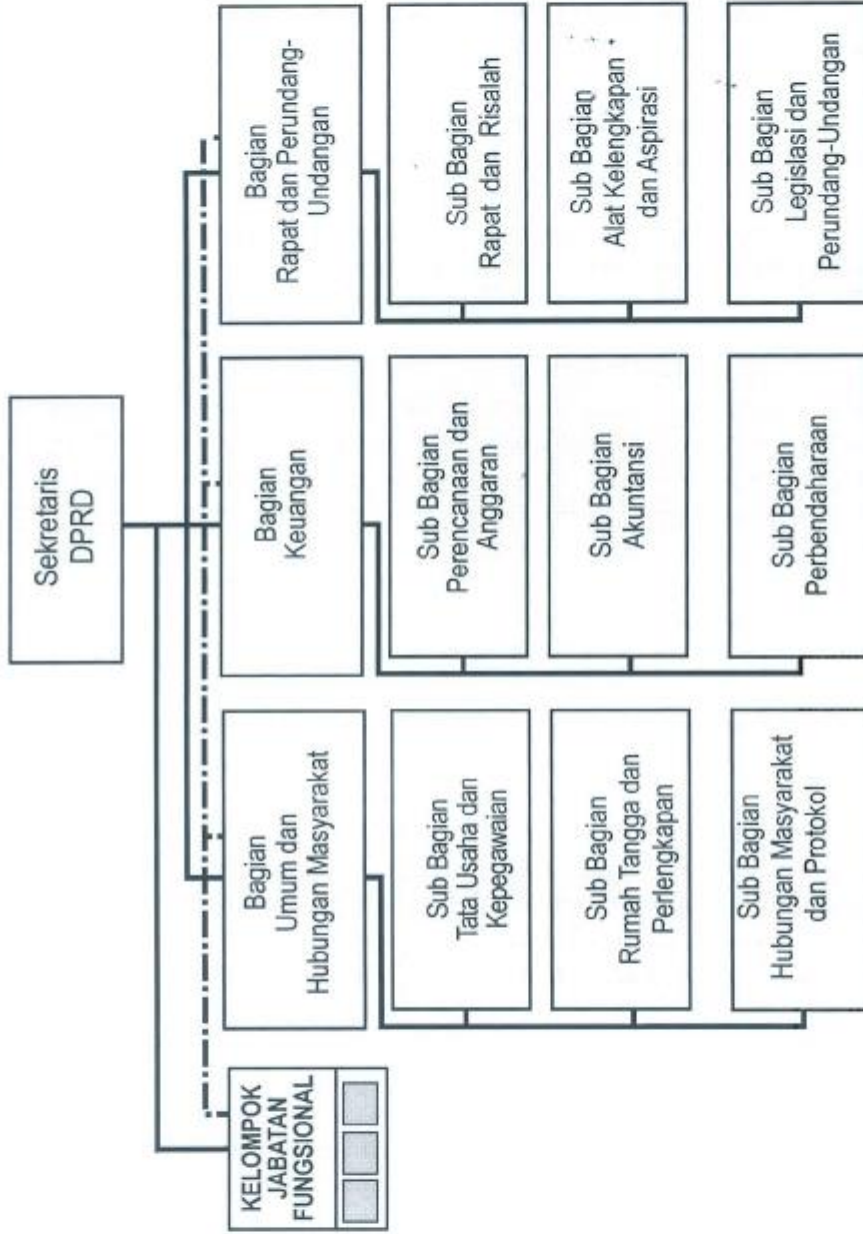 Sekretaris
DPRD
KELOMPOK
JABATAN
FUNGSIONAL
Bagian
Umum dan
Hubungan Masyarakat
Bagian
Keuangan
Bagian
Rapat dan Perundang-
Undangan
Sub Bagian
Tata Usaha dan
Kepegawaian
Sub Bagian
Perencanaan dan
Anggaran
Sub Bagian
Rapat dan Risalah
Sub Bagian
Rumah Tangga dan
Perlengkapan
Sub Bagian
Akuntansi
Sub Bagian
Alat Kelengkapan
dan Aspirasi
Sub Bagian
Hubungan Masyarakat
dan Protokol
Sub Bagian
Perbendaharaan
Sub Bagian
Legislasi dan
Perundang-Undangan